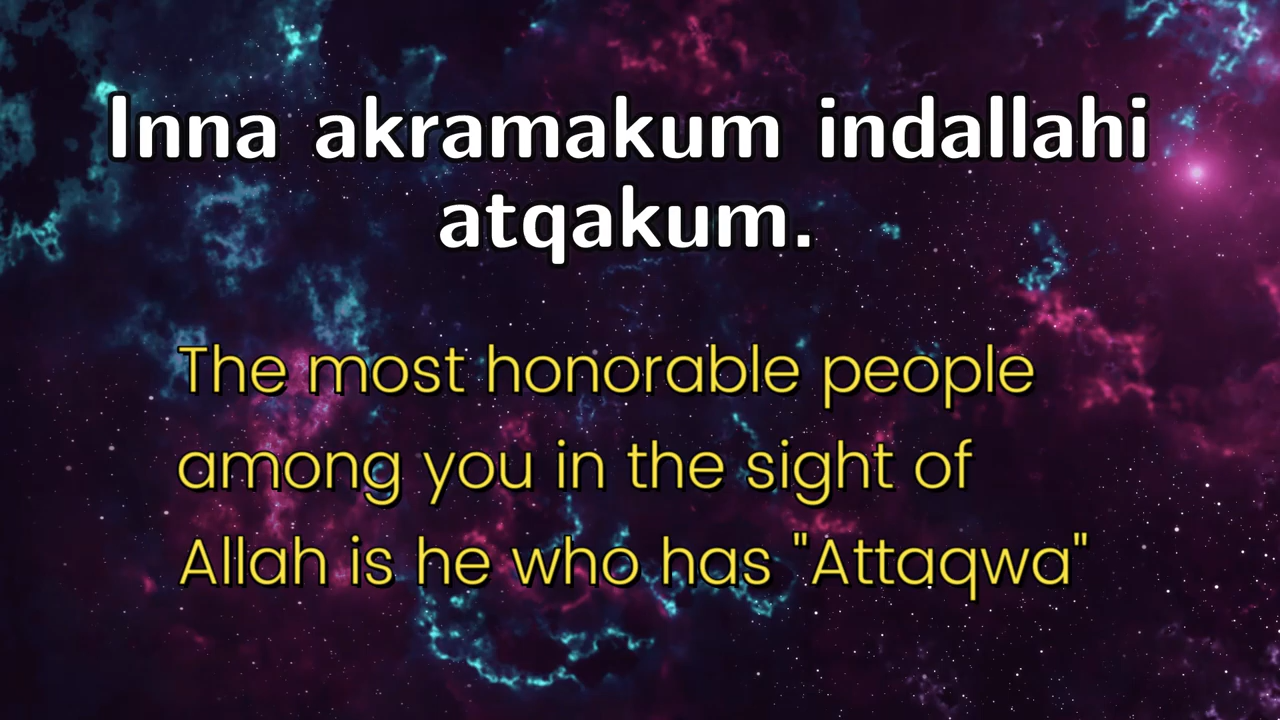 Inna akramakum indallahi
atqakum.
The most honorable people
among you in the sight of
Allah is he who has "Attaqwa"